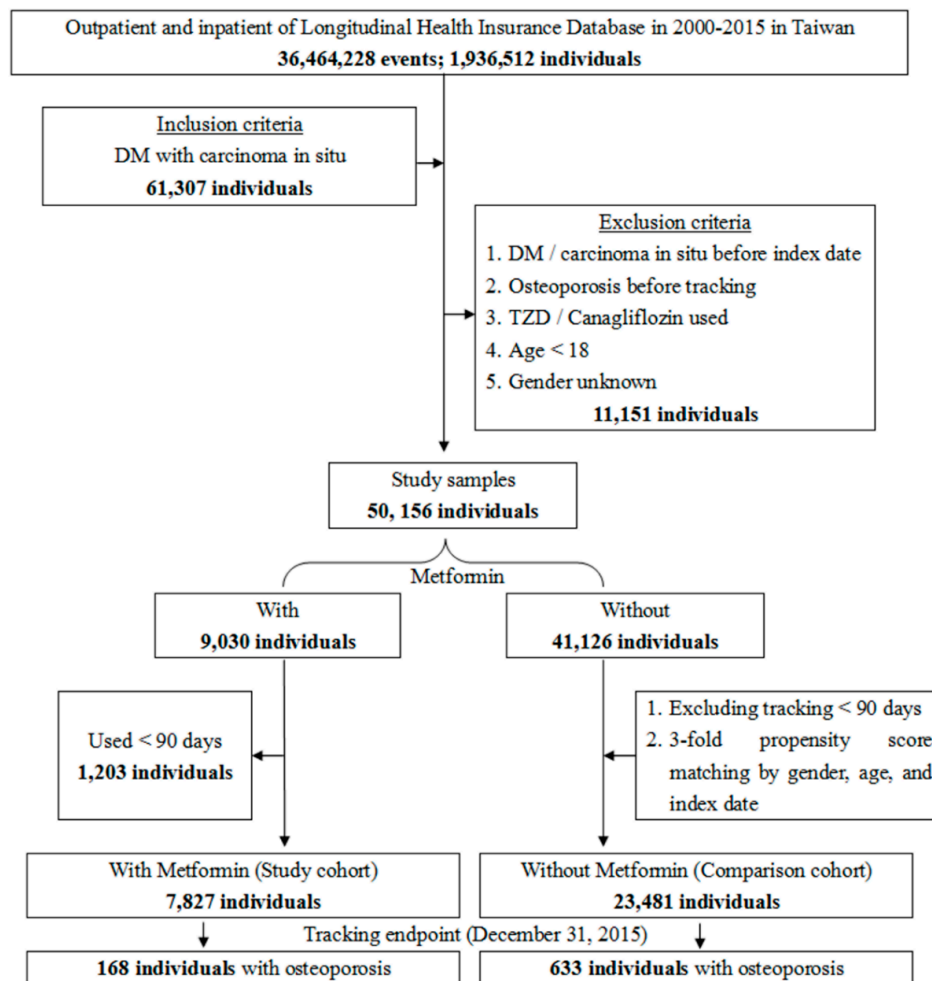 Outpatient and inpatient of Longitudinal Health Insurance Database in 2000-2015 in Taiwan
36,464,228 events; 1,936,512 individuals
Inclusion criteria
DM with carcinoma in situ
61,307 individuals
Exclusion criteria
1. DM / carcinoma in situ before index date
2. Osteoporosis before tracking
3. TZD / Canagliflozin used
4. Age < 18
5. Gender unknown
11,151 individuals
Study samples
50, 156 individuals
Metformin
With
9,030 individuals
Without
41,126 individuals
Used < 90 days
1,203 individuals
1. Excluding tracking < 90 days
2. 3-fold propensity score
matching by gender, age, and
index date
With Metformin (Study cohort)
7,827 individuals
Without Metformin (Comparison cohort)
23,481 individuals
Tracking endpoint (December 31, 2015)
168 individuals with osteoporosis
633 individuals with osteoporosis